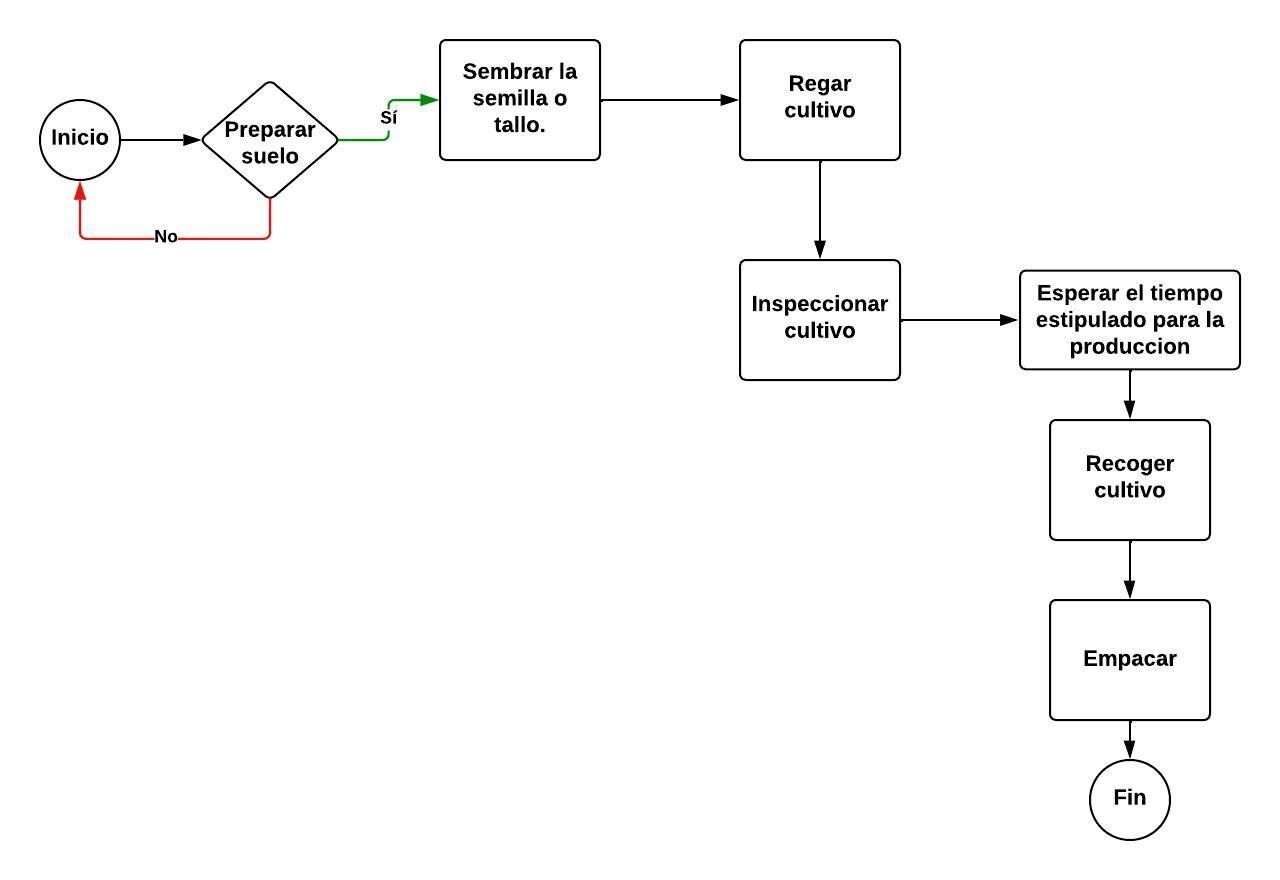 Inicio
Preparar
suelo
Sí
No
Sembrar la
semilla o
tallo.
Regar
cultivo
Inspeccionar
cultivo
Esperar el tiempo
estipulado para la
produccion
Recoger
cultivo
Empacar
Fin